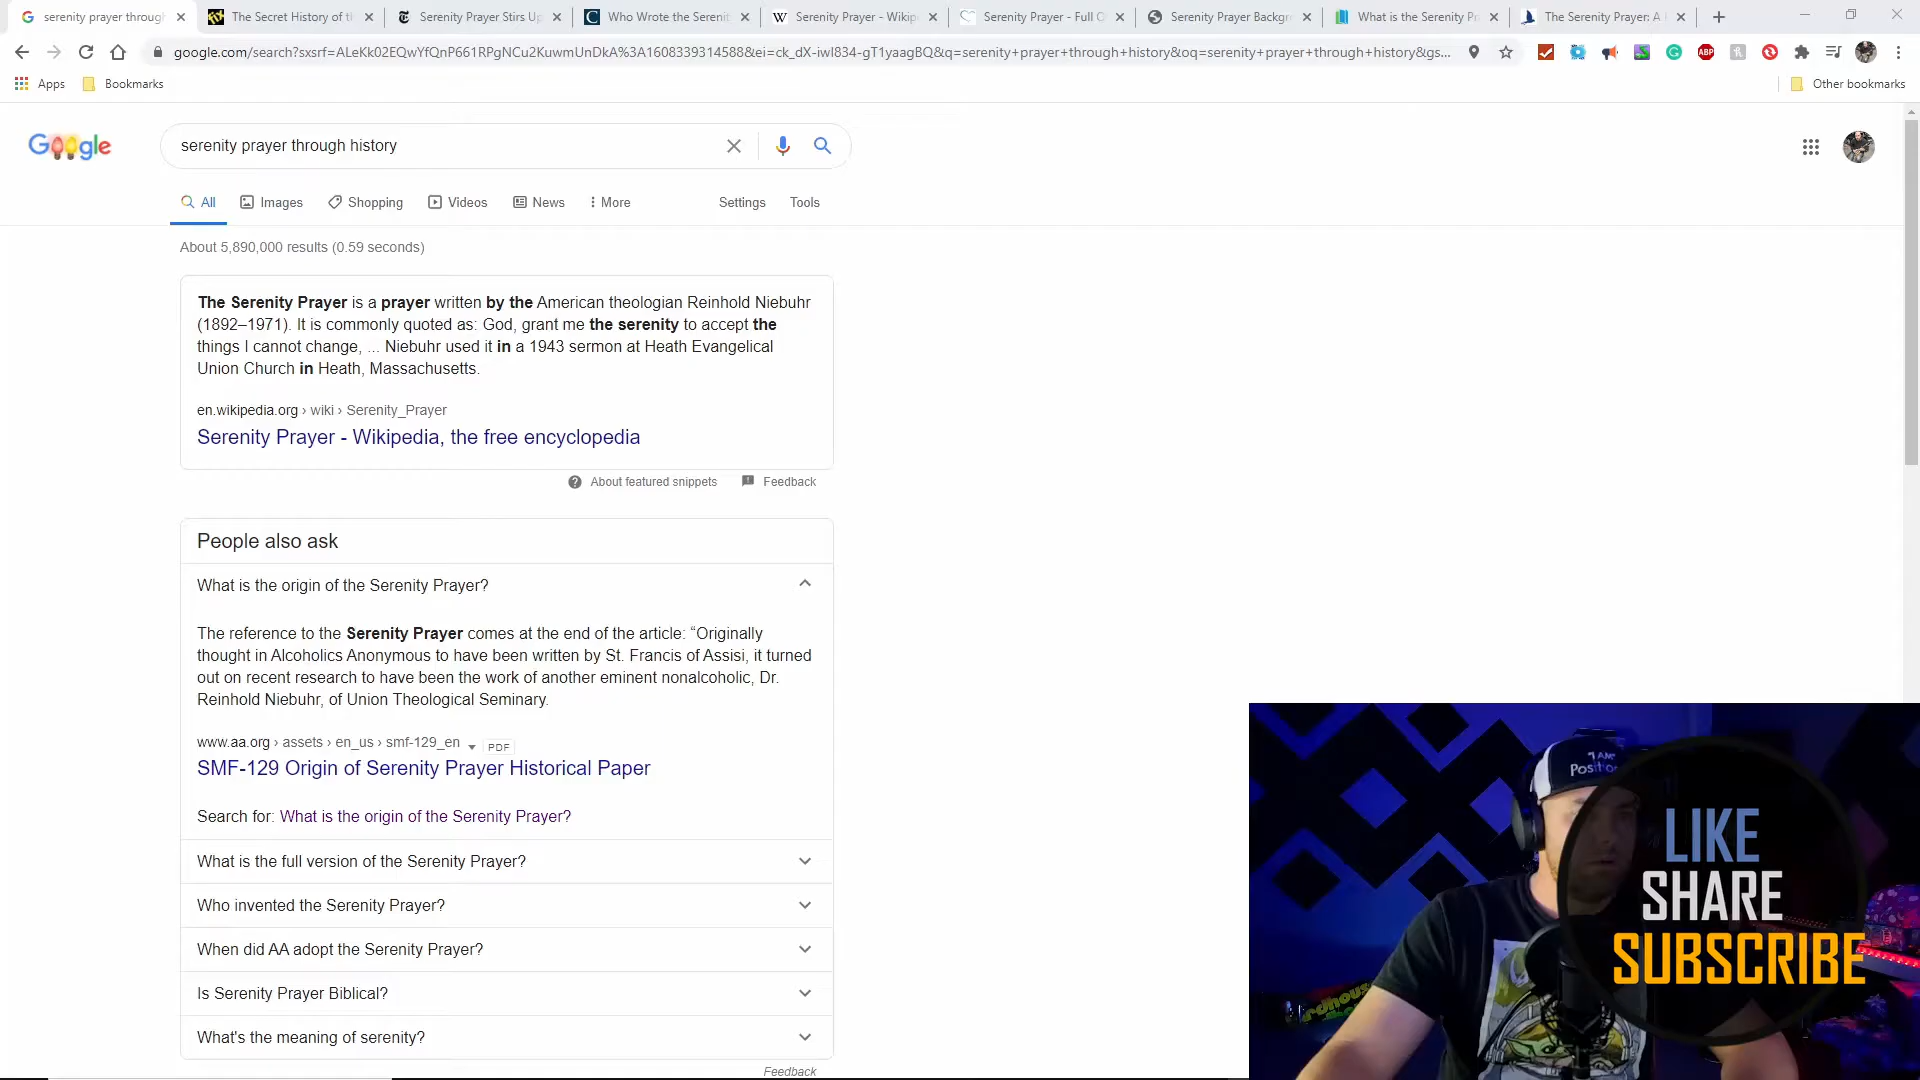 serenity prayer through
The Secret History of t
Serenity Prayer Stirs Up
Who Wrote the Serenit
Serenity Prayer - Wikip
Serenity Prayer - Full
Serenity Prayer Backgr
What is the Serenity Pr
The Serenity Prayer: A
google.com/search?sxsrf=ALeKk02EQwYfQnP661RPgNCu2KuwmUnDkA%3A1608339314588&ei=ck_dX-iwI834-gT1yaagBQ&q=serenity+prayer+through+history&oq=serenity+prayer+through+history&gs...
ABP
Apps
Bookmarks
Other bookmarks
Google
serenity prayer through history
All
Images
Shopping
Videos
News
More
Settings
Tools
About 5,890,000 results (0.59 seconds)
The Serenity Prayer is a prayer written by the American theologian Reinhold Niebuhr
(1892–1971). It is commonly quoted as: God, grant me the serenity to accept the
things I cannot change, ... Niebuhr used it in a 1943 sermon at Heath Evangelical
Union Church in Heath, Massachusetts.
en.wikipedia.org › wiki › Serenity_Prayer
Serenity Prayer - Wikipedia, the free encyclopedia
About featured snippets
Feedback
People also ask
What is the origin of the Serenity Prayer?
The reference to the Serenity Prayer comes at the end of the article: “Originally
thought in Alcoholics Anonymous to have been written by St. Francis of Assisi, it turned
out on recent research to have been the work of another eminent nonalcoholic, Dr.
Reinhold Niebuhr, of Union Theological Seminary.
www.aa.org › assets › en_us › smf-129_en
PDF
SMF-129 Origin of Serenity Prayer Historical Paper
Search for: What is the origin of the Serenity Prayer?
What is the full version of the Serenity Prayer?
Who invented the Serenity Prayer?
When did AA adopt the Serenity Prayer?
Is Serenity Prayer Biblical?
What's the meaning of serenity?
Feedback
"I AM"
LIKE
SHARE
SUBSCRIBE